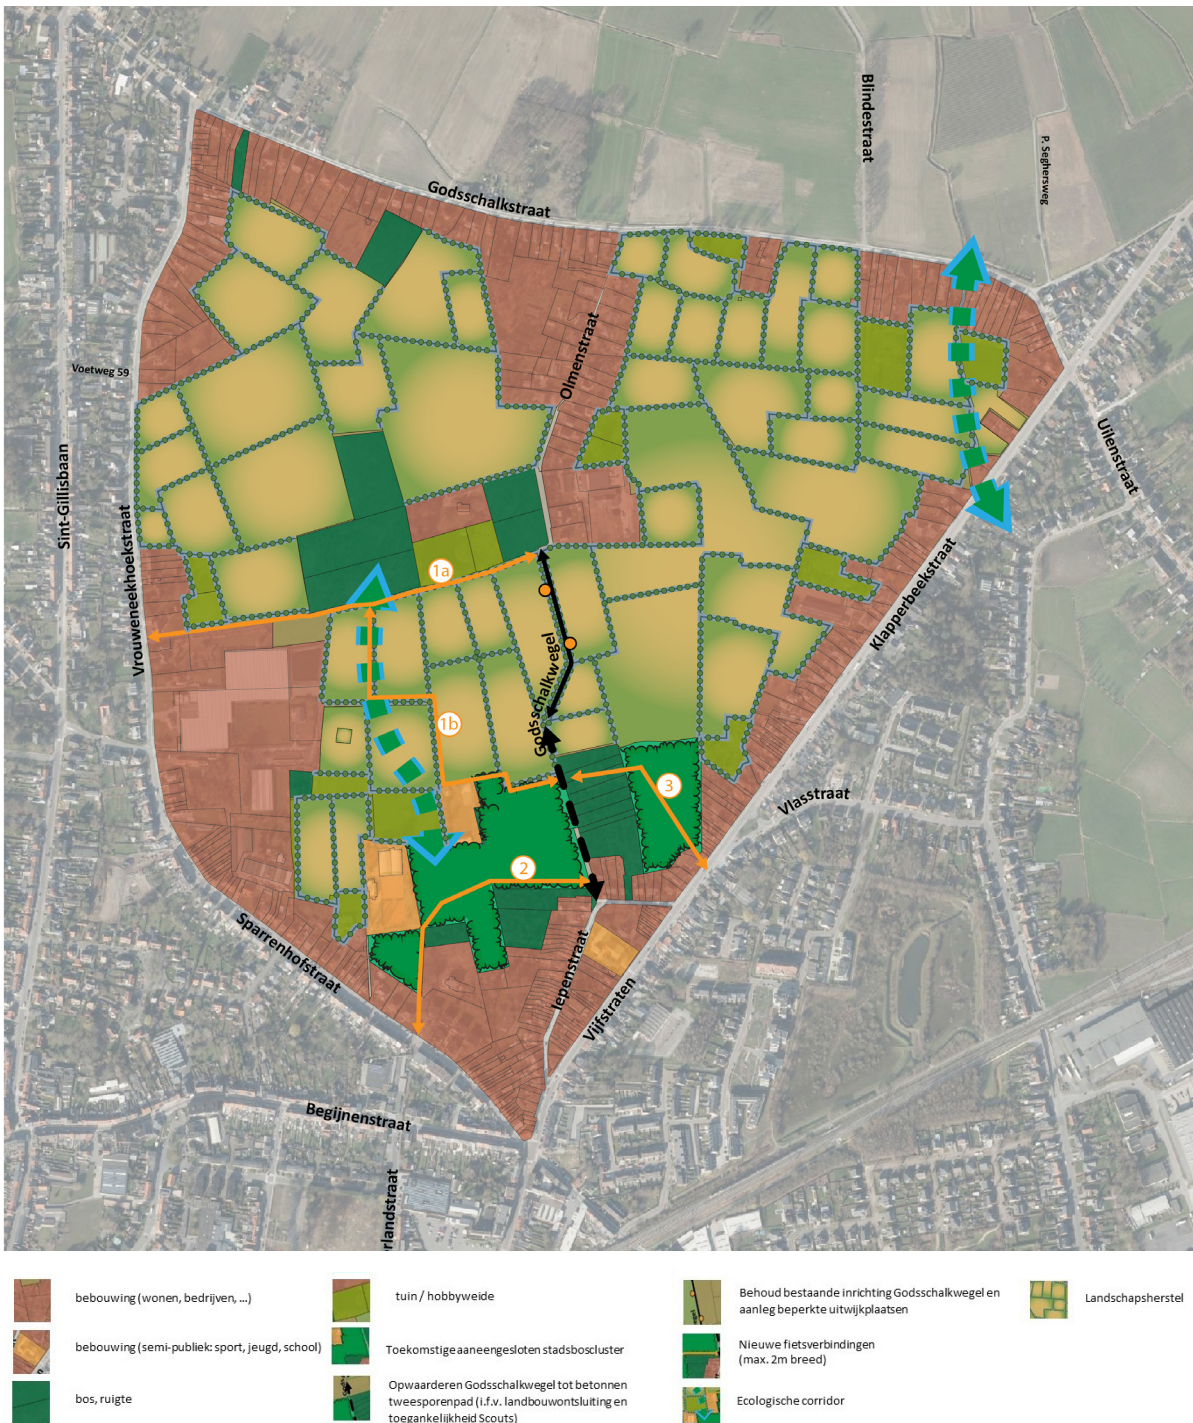 Blindestraat
P. Seghersweg
Godsschalkstraat
Olmenstraat
Voetweg 59
Uilenstraat
Sint-Gillisbaan
Vrouweneekhoekstraat
1a
Klapperbeekstraat
Godsschalkwegel
1b
3
Vlasstraat
2
Sparrenhofstraat
Iepenstraat
Vijfstraten
Begijnenstraat
erlandstraat
bebouwing (wonen, bedrijven, ...)
bebouwing (semi-publiek: sport, jeugd, school)
bos, ruigte
tuin / hobbyweide
Toekomstige aaneengesloten stadsboscluster
Opwaarderen Godsschalkwegel tot betonnen
tweesporenpad (i.f.v. landbouwontsluiting en
toegankelijkheid Scouts)
Behoud bestaande inrichting Godsschalkwegel en
aanleg beperkte uitwijkplaatsen
Nieuwe fietsverbindingen
(max. 2m breed)
Ecologische corridor
Landschapsherstel